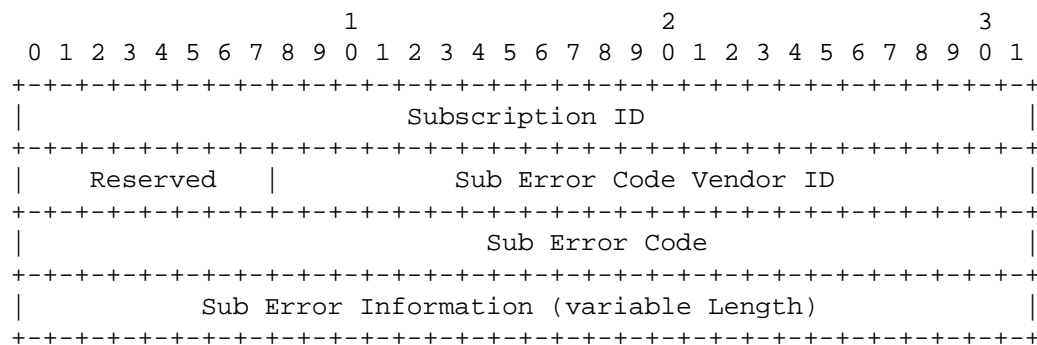 1                   2                   3
 0 1 2 3 4 5 6 7 8 9 0 1 2 3 4 5 6 7 8 9 0 1 2 3 4 5 6 7 8 9 0 1
+-+-+-+-+-+-+-+-+-+-+-+-+-+-+-+-+-+-+-+-+-+-+-+-+-+-+-+-+-+-+-+-+
|                        Subscription ID                        |
+-+-+-+-+-+-+-+-+-+-+-+-+-+-+-+-+-+-+-+-+-+-+-+-+-+-+-+-+-+-+-+-+
|    Reserved   |           Sub Error Code Vendor ID            |
+-+-+-+-+-+-+-+-+-+-+-+-+-+-+-+-+-+-+-+-+-+-+-+-+-+-+-+-+-+-+-+-+
|                             Sub Error Code                    |
+-+-+-+-+-+-+-+-+-+-+-+-+-+-+-+-+-+-+-+-+-+-+-+-+-+-+-+-+-+-+-+-+
|           Sub Error Information (variable Length)             |
+-+-+-+-+-+-+-+-+-+-+-+-+-+-+-+-+-+-+-+-+-+-+-+-+-+-+-+-+-+-+-+-+